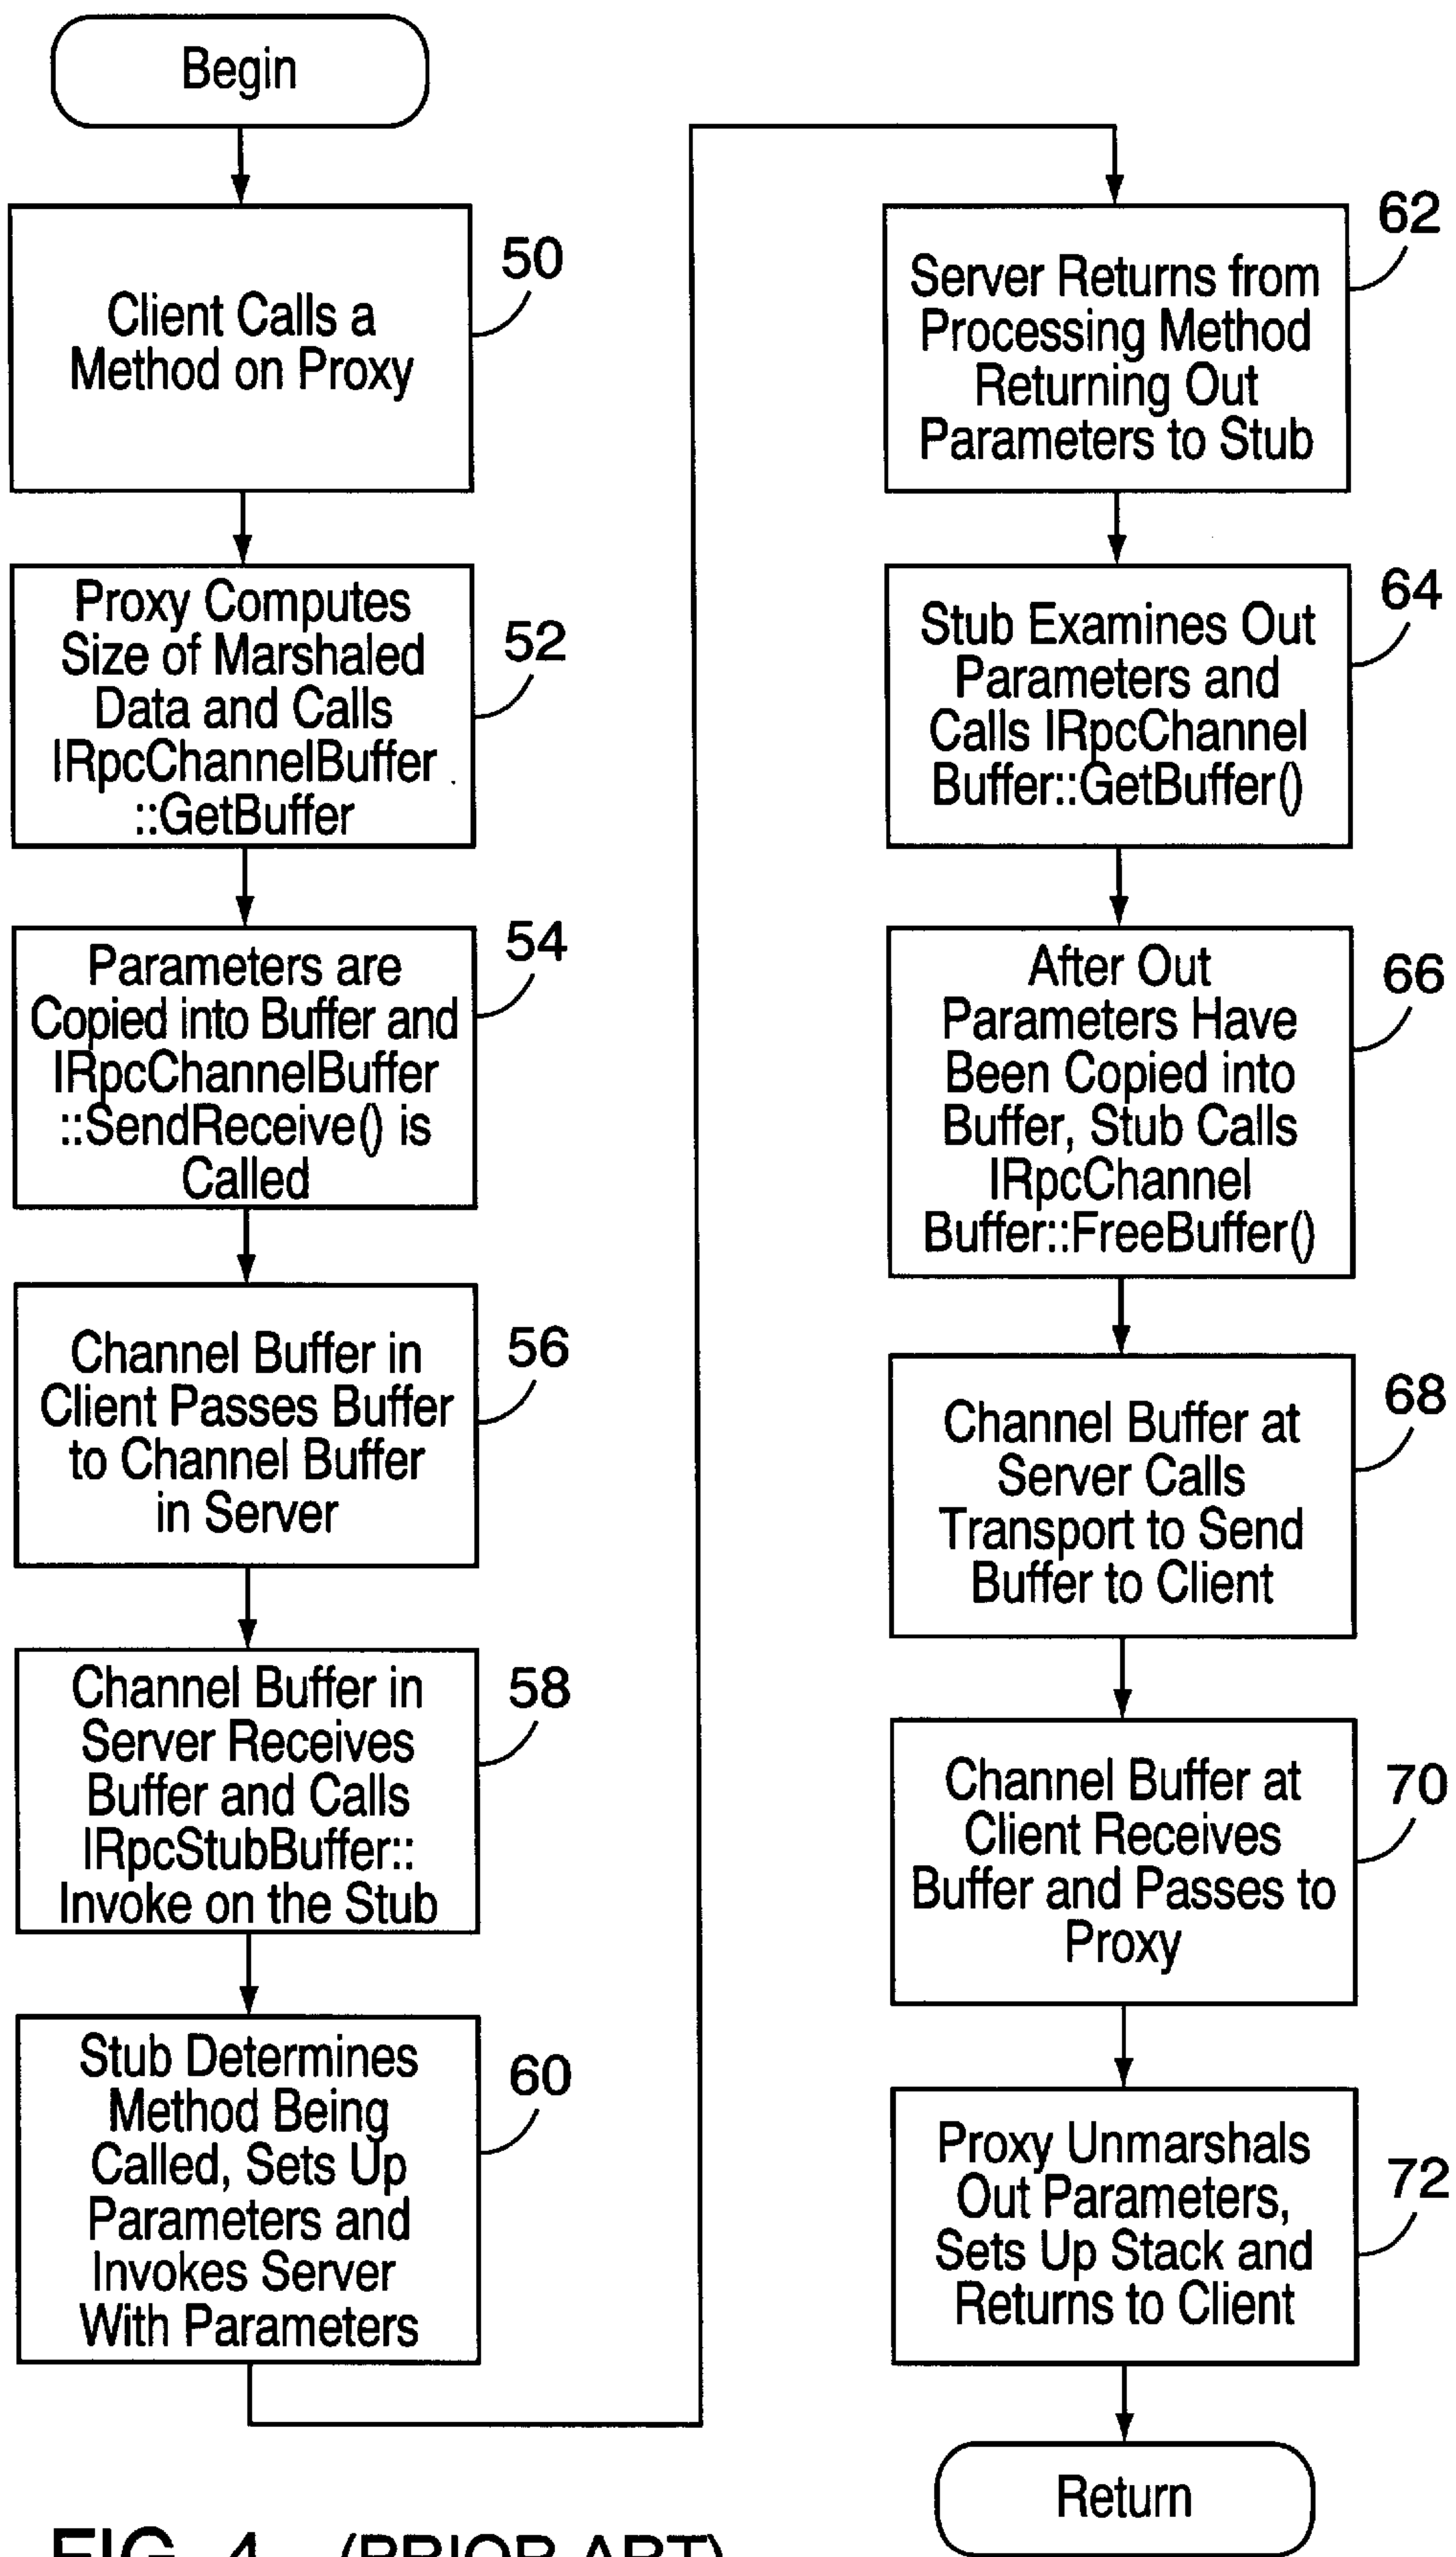 Begin
Client Calls a
Method on Proxy
50
Proxy Computes
Size of Marshaled
Data and Calls
IRpcChannelBuffer
::GetBuffer
52
Parameters are
Copied into Buffer and
IRpcChannelBuffer
::SendReceive() is
Called
54
Channel Buffer in
Client Passes Buffer
to Channel Buffer
in Server
56
Channel Buffer in
Server Receives
Buffer and Calls
IRpcStubBuffer::
Invoke on the Stub
58
Stub Determines
Method Being
Called, Sets Up
Parameters and
Invokes Server
With Parameters
60
Server Returns from
Processing Method
Returning Out
Parameters to Stub
62
Stub Examines Out
Parameters and
Calls IRpcChannel
Buffer::GetBuffer()
64
After Out
Parameters Have
Been Copied into
Buffer, Stub Calls
IRpcChannel
Buffer::FreeBuffer()
66
Channel Buffer at
Server Calls
Transport to Send
Buffer to Client
68
Channel Buffer at
Client Receives
Buffer and Passes to
Proxy
70
Proxy Unmarshals
Out Parameters,
Sets Up Stack and
Returns to Client
72
Return
FIG. 4 (PRIOR ART)